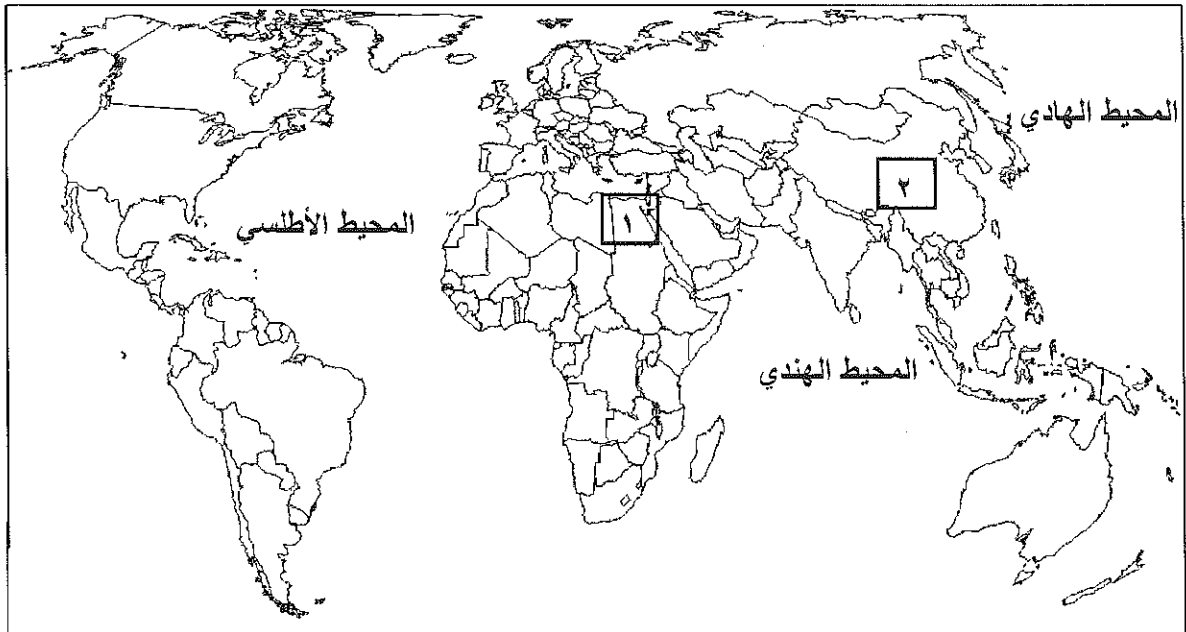 المحيط الهادي
٢
المحيط الأطلسي
١
المحيط الهندي